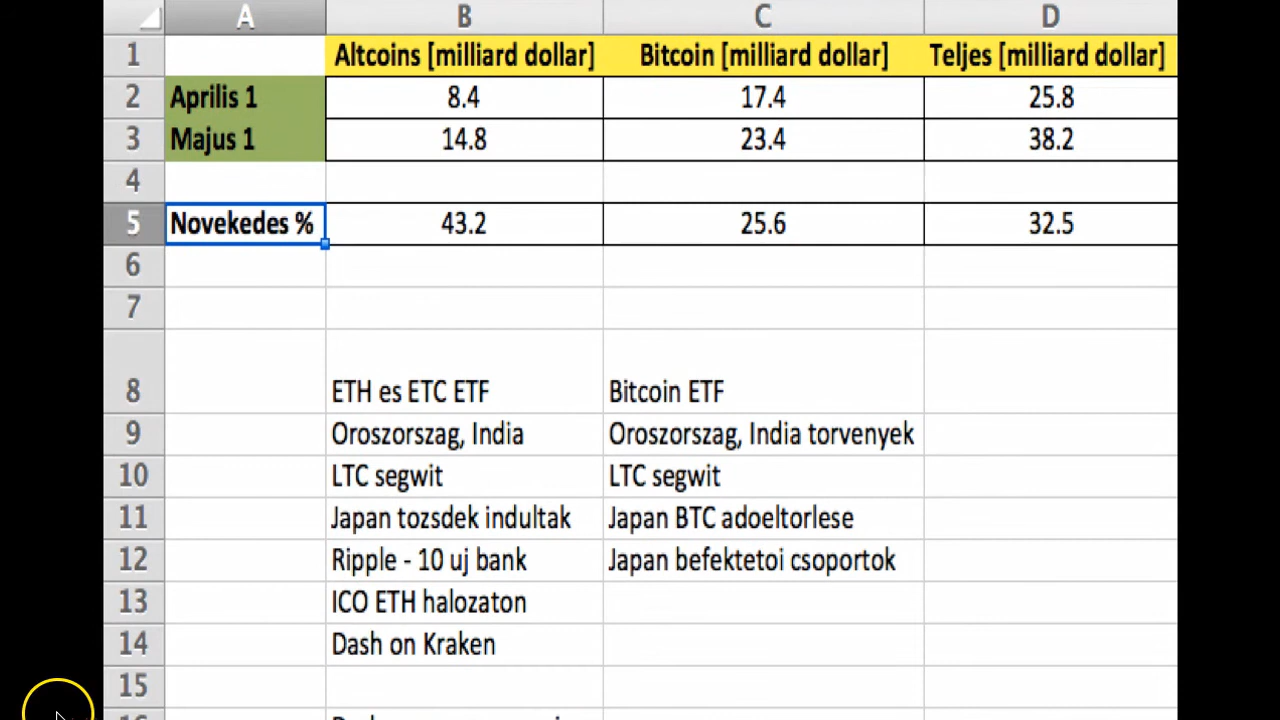 A B C D
1 Altcoins [milliard dollar] Bitcoin [milliard dollar] Teljes [milliard dollar]
2 Aprilis 1 8.4 17.4 25.8
3 Majus 1 14.8 23.4 38.2
4
5 Novekedes % 43.2 25.6 32.5
6
7
8 ETH es ETC ETF Bitcoin ETF
9 Oroszorszag, India Oroszorszag, India torvenyek
10 LTC segwit LTC segwit
11 Japan tozsdek indultak Japan BTC adoeltorlese
12 Ripple - 10 uj bank Japan befektetoi csoportok
13 ICO ETH halozaton
14 Dash on Kraken
15